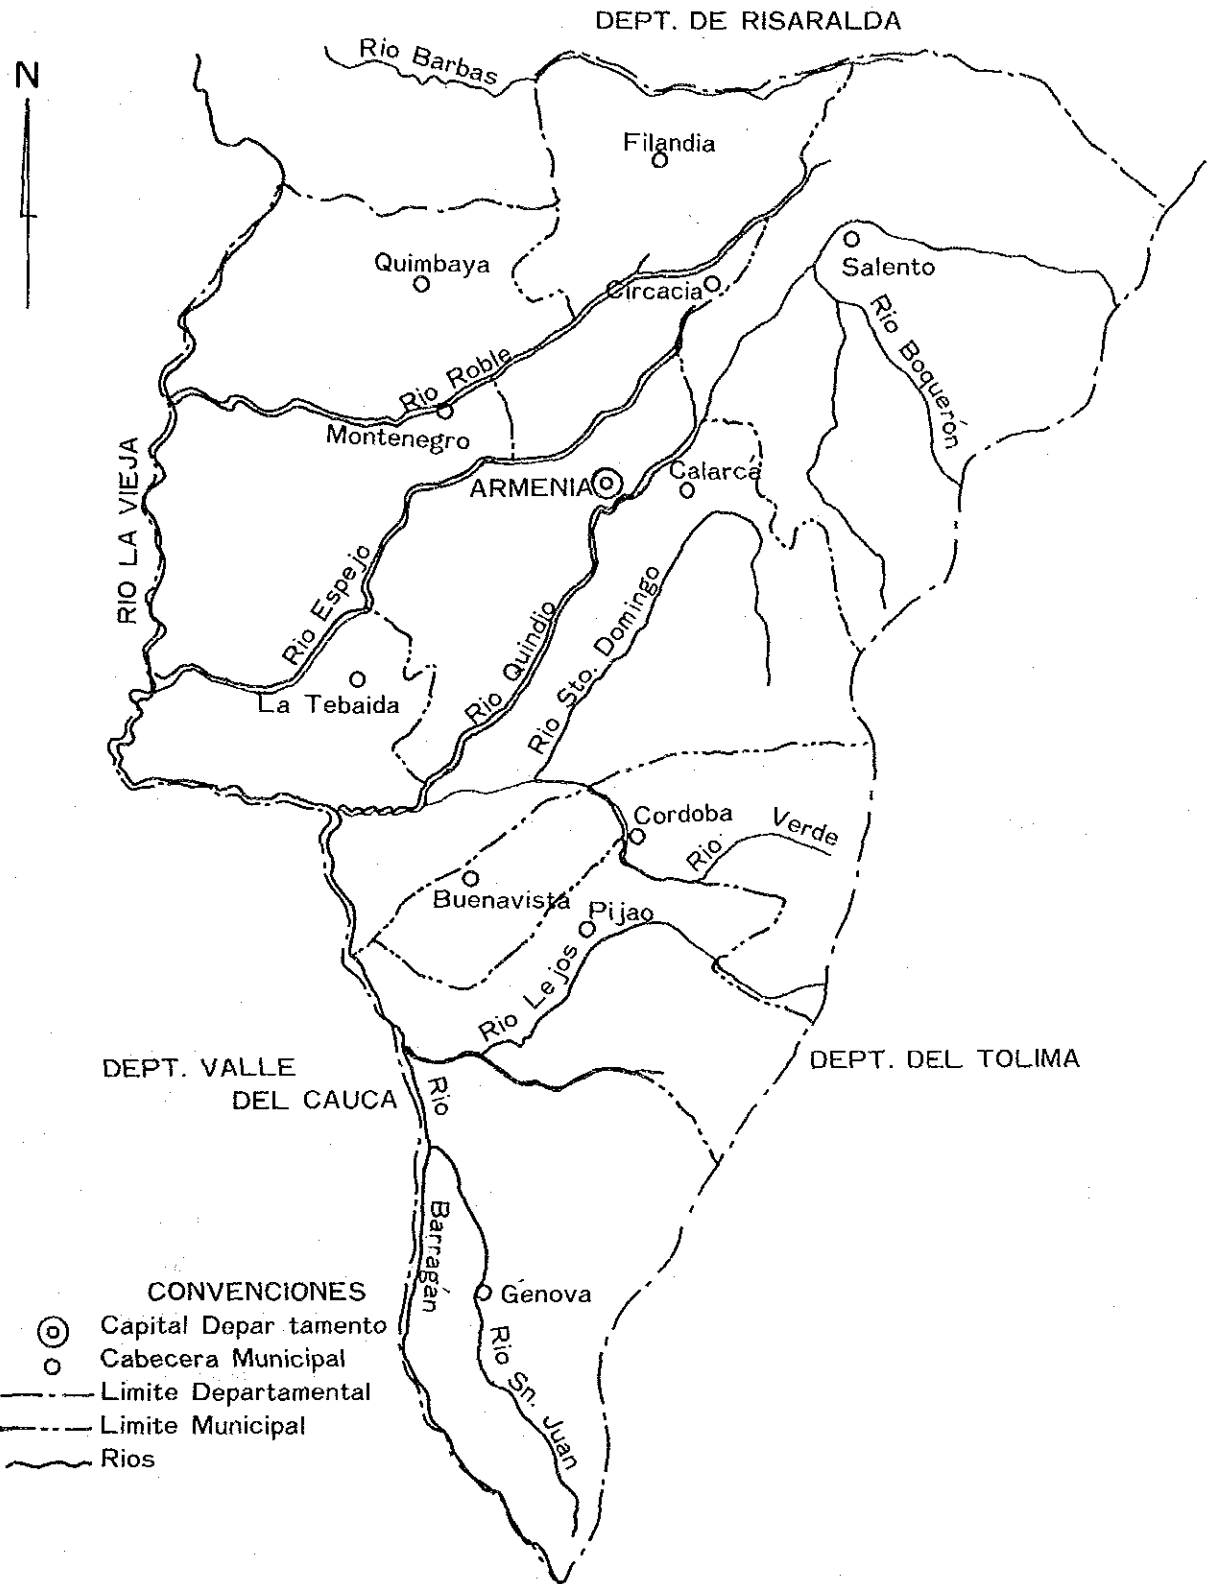 DEPT. DE RISARALDA
Rio Barbas
N
Filandia
Quimbaya
Salento
Circacia
Rio Boquerón
Rio Roble
Montenegro
RIO LA VIEJA
Calarcá
ARMENIA
Rio Espejo
Rio Quindio
Rio Sto. Domingo
La Tebaida
Cordoba
Rio Verde
Buenavista
Pijao
Rio Lejos
DEPT. VALLE
DEL CAUCA
DEPT. DEL TOLIMA
Rio Barragán
Genova
Rio Sn. Juan
CONVENCIONES
Capital Depar tamento
Cabecera Municipal
Limite Departamental
Limite Municipal
Rios